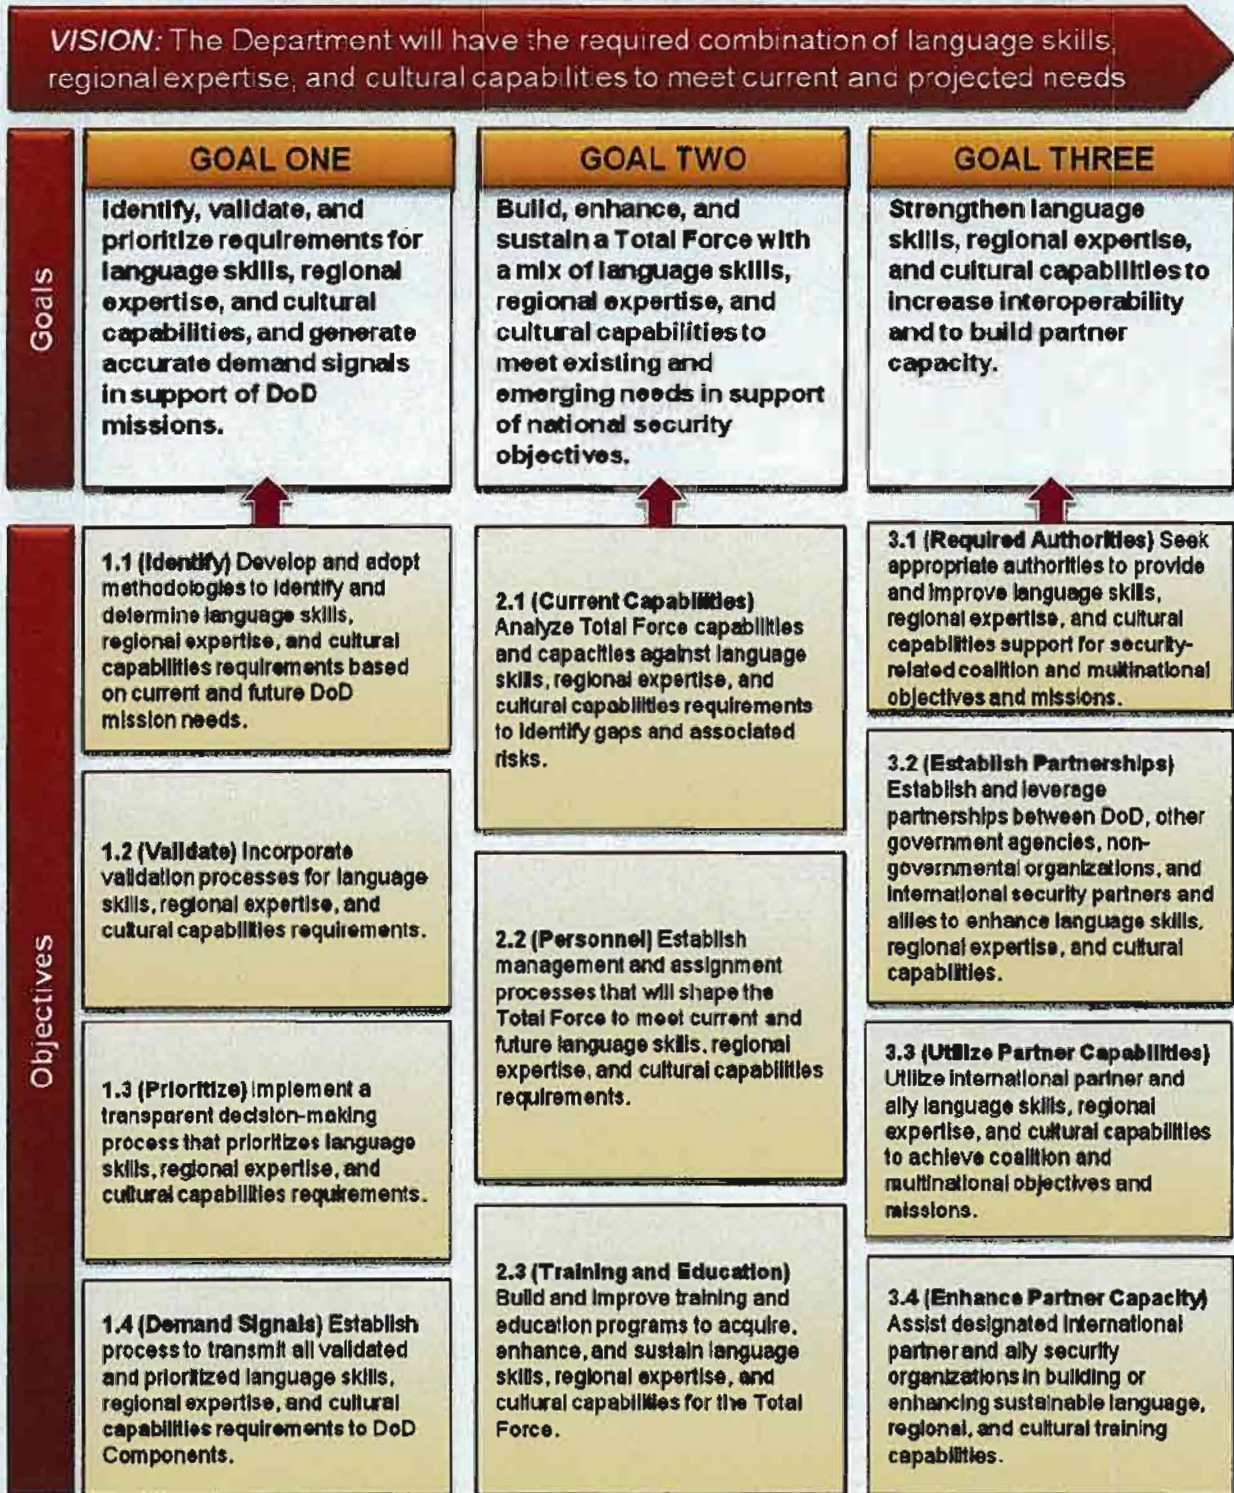 VISION: The Department will have the required combination of language skills,
regional expertise, and cultural capabilities to meet current and projected needs
Goals
GOAL ONE
Identify, validate, and
prioritize requirements for
language skills, regional
expertise, and cultural
capabilities, and generate
accurate demand signals
in support of DoD
missions.
GOAL TWO
Build, enhance, and
sustain a Total Force with
a mix of language skills,
regional expertise, and
cultural capabilities to
meet existing and
emerging needs in support
of national security
objectives.
GOAL THREE
Strengthen language
skills, regional expertise,
and cultural capabilities to
increase interoperability
and to build partner
capacity.
Objectives
1.1 (Identify) Develop and adopt
methodologies to identify and
determine language skills,
regional expertise, and cultural
capabilities requirements based
on current and future DoD
mission needs.
1.2 (Validate) Incorporate
validation processes for language
skills, regional expertise, and
cultural capabilities requirements.
1.3 (Prioritize) Implement a
transparent decision-making
process that prioritizes language
skills, regional expertise, and
cultural capabilities requirements.
1.4 (Demand Signals) Establish
process to transmit all validated
and prioritized language skills,
regional expertise, and cultural
capabilities requirements to DoD
Components.
2.1 (Current Capabilities)
Analyze Total Force capabilities
and capacities against language
skills, regional expertise, and
cultural capabilities requirements
to identify gaps and associated
risks.
2.2 (Personnel) Establish
management and assignment
processes that will shape the
Total Force to meet current and
future language skills, regional
expertise, and cultural capabilities
requirements.
2.3 (Training and Education)
Build and improve training and
education programs to acquire,
enhance, and sustain language
skills, regional expertise, and
cultural capabilities for the Total
Force.
3.1 (Required Authorities) Seek
appropriate authorities to provide
and improve language skills,
regional expertise, and cultural
capabilities support for security-
related coalition and multinational
objectives and missions.
3.2 (Establish Partnerships)
Establish and leverage
partnerships between DoD, other
government agencies, non-
governmental organizations, and
international security partners and
allies to enhance language skills,
regional expertise, and cultural
capabilities.
3.3 (Utilize Partner Capabilities)
Utilize international partner and
ally language skills, regional
expertise, and cultural capabilities
to achieve coalition and
multinational objectives and
missions.
3.4 (Enhance Partner Capacity)
Assist designated international
partner and ally security
organizations in building or
enhancing sustainable language,
regional, and cultural training
capabilities.